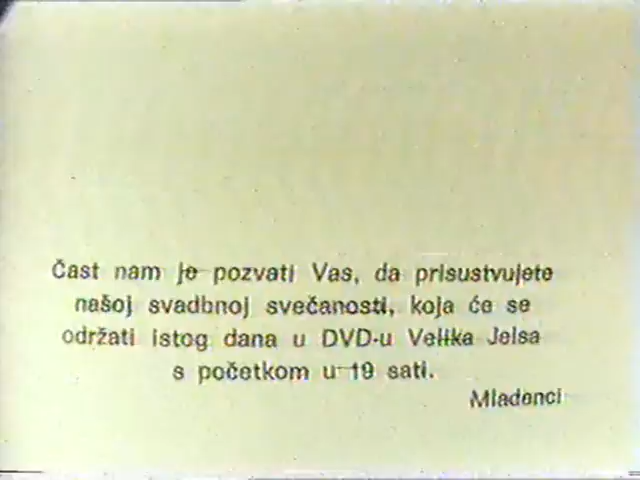 Čast nam je pozvati Vas, da prisustvujete
našoj svadbnoj svečanosti, koja će se
održati istog dana u DVD-u Velika Jelsa
s početkom u 19 sati.
Mladenci